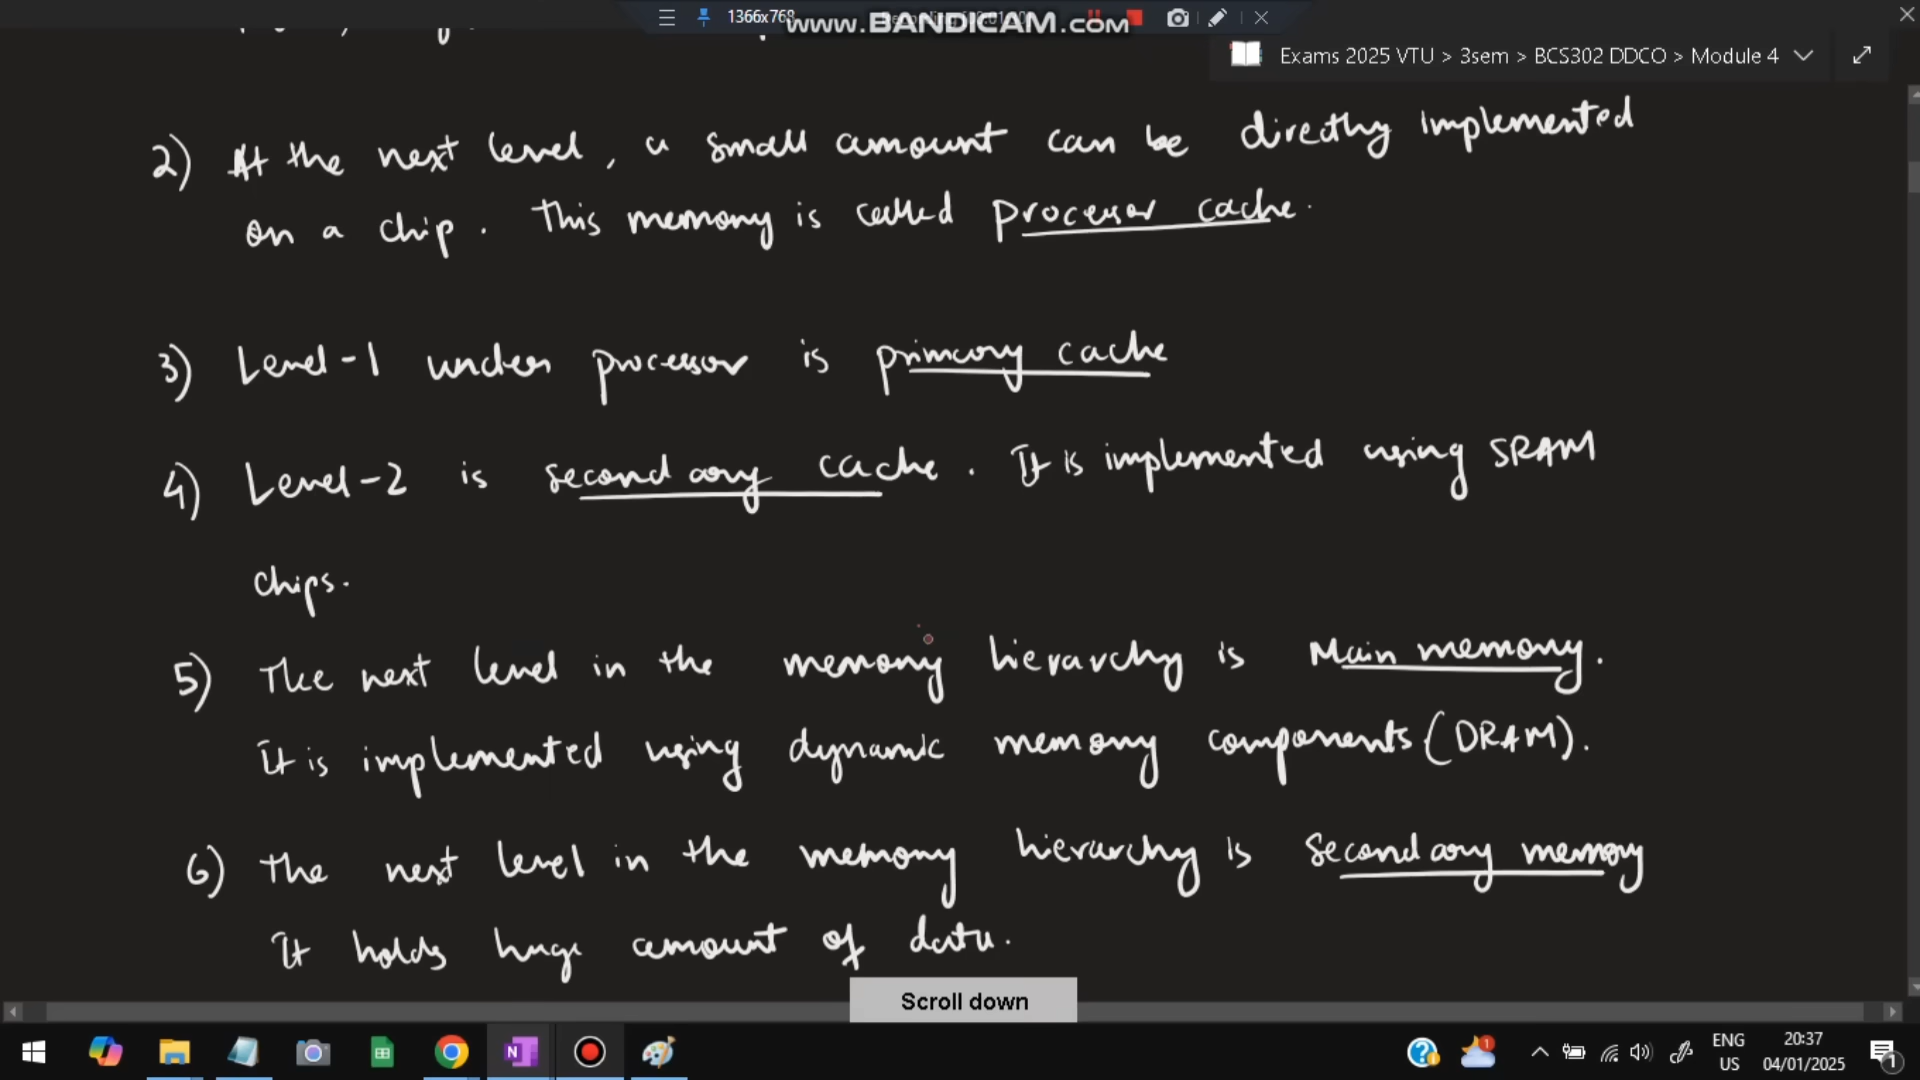 1366x768
www.BANDICAM.com
Exams 2025 VTU > 3sem > BCS302 DDCO > Module 4
2) At the next level, a small amount can be directly implemented
on a chip. This memory is called processor cache.
3) Level-1 under processor is primary cache
4) Level-2 is secondary cache. It is implemented using SRAM
chips.
5) The next level in the memory hierarchy is Main memory.
It is implemented using dynamic memory components (DRAM).
6) The next level in the memory hierarchy is Secondary memory
It holds huge amount of data.
Scroll down
ENG
US
20:37
04/01/2025